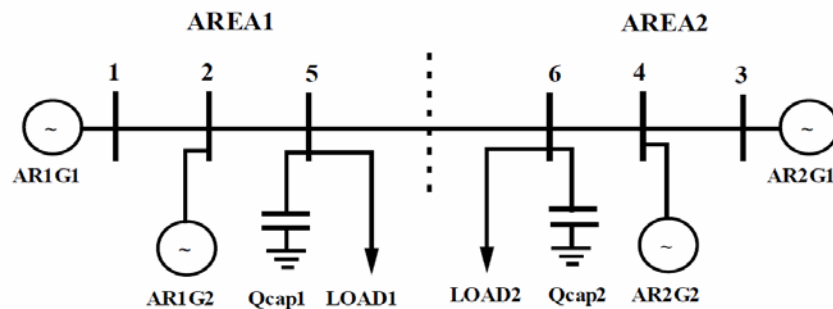 AREA1 AREA2
1 2 5 6 4 3
~ ~
AR1G1 AR2G1
~ ~
AR1G2 Qcap1 LOAD1 LOAD2 Qcap2 AR2G2